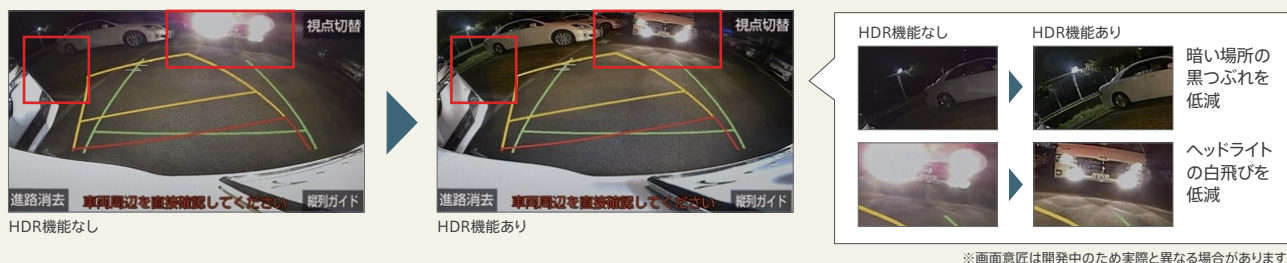 視点切替
進路消去
車両周辺を直接確認してください
縦列ガイド
HDR機能なし
視点切替
進路消去
車両周辺を直接確認してください
縦列ガイド
HDR機能あり
HDR機能なし
HDR機能あり
暗い場所の
黒つぶれを
低減
ヘッドライト
の白飛びを
低減
※画面意匠は開発中のため実際と異なる場合があります